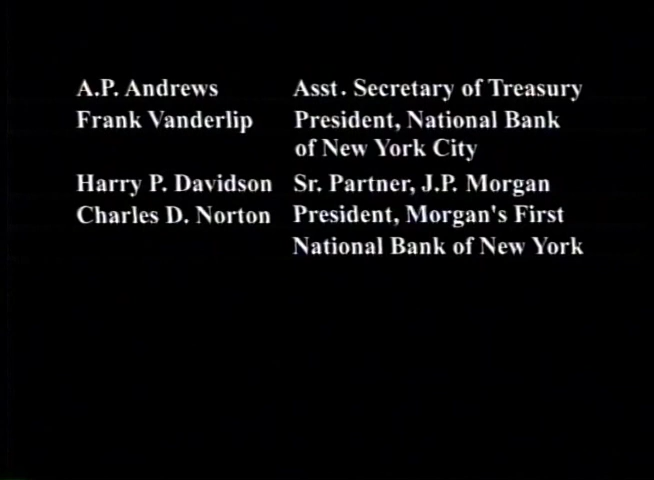 A.P. Andrews Asst. Secretary of Treasury
Frank Vanderlip President, National Bank
of New York City
Harry P. Davidson Sr. Partner, J.P. Morgan
Charles D. Norton President, Morgan's First
National Bank of New York